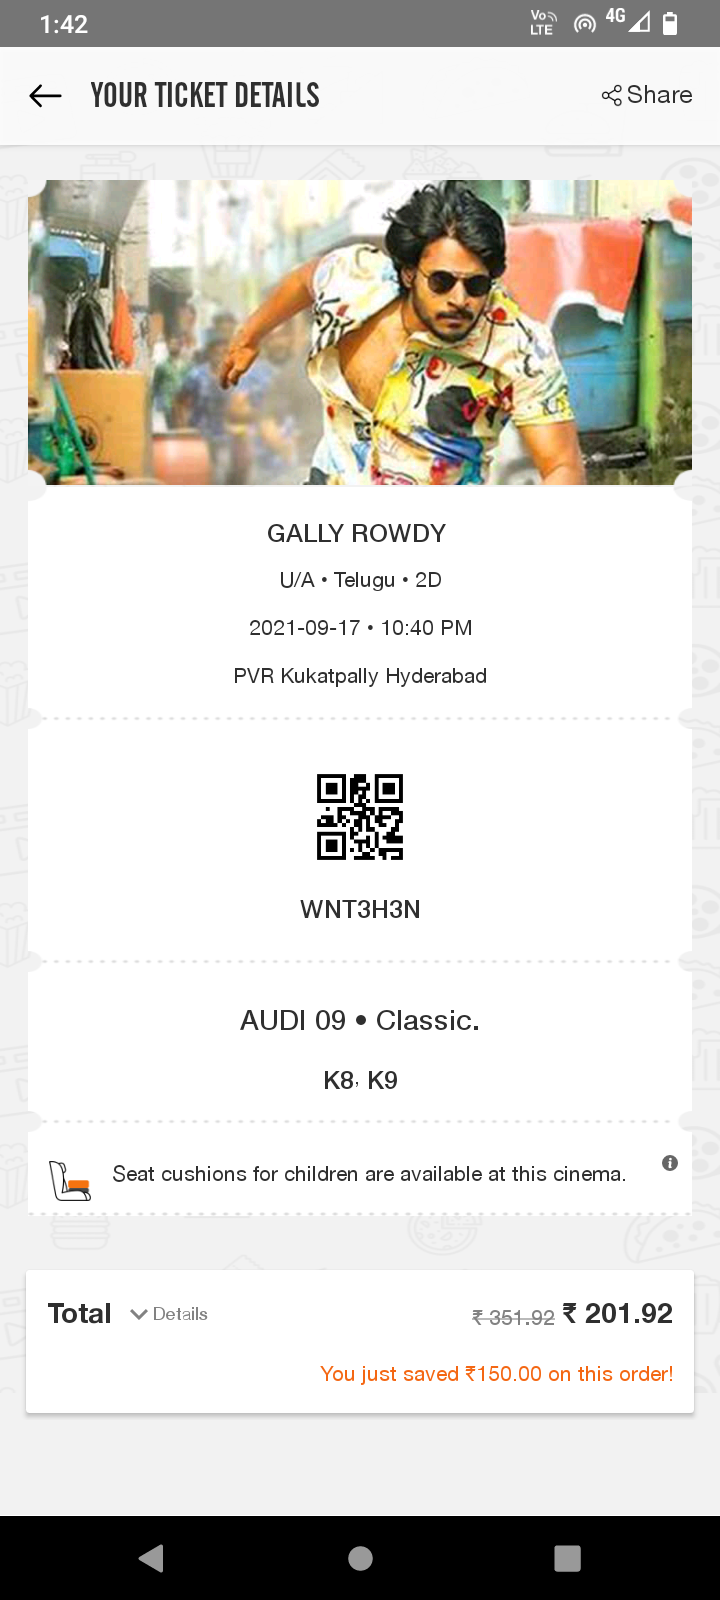 1:42
Vo
LTE
4G
YOUR TICKET DETAILS
Share
GALLY ROWDY
U/A • Telugu • 2D
2021-09-17 • 10:40 PM
PVR Kukatpally Hyderabad
WNT3H3N
AUDI 09 • Classic.
K8, K9
Seat cushions for children are available at this cinema.
Total Details ₹ 351.92 ₹ 201.92
You just saved ₹150.00 on this order!